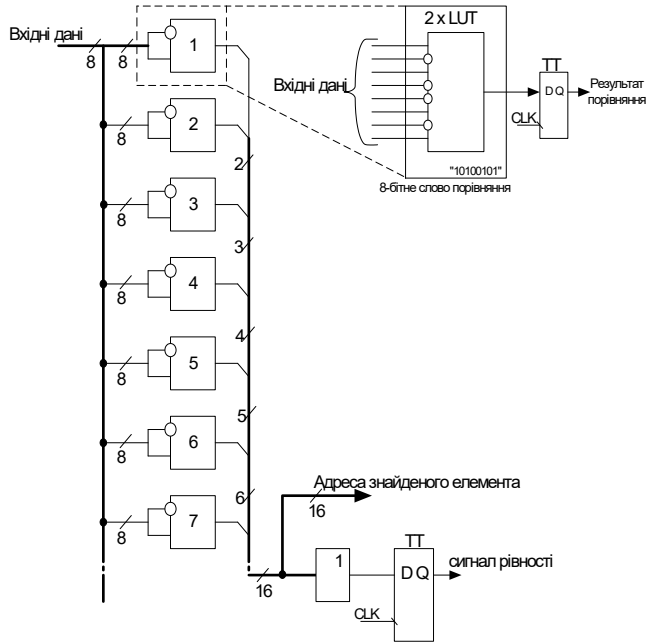 Вхідні дані
8
8
1
2 x LUT
Вхідні дані
TT
D Q
CLK
Результат
порівняння
"10100101"
8-бітне слово порівняння
2
8
2
3
8
3
4
8
4
5
8
5
6
8
6
7
8
Адреса знайденого елемента
16
16
1
TT
D Q
CLK
сигнал рівності